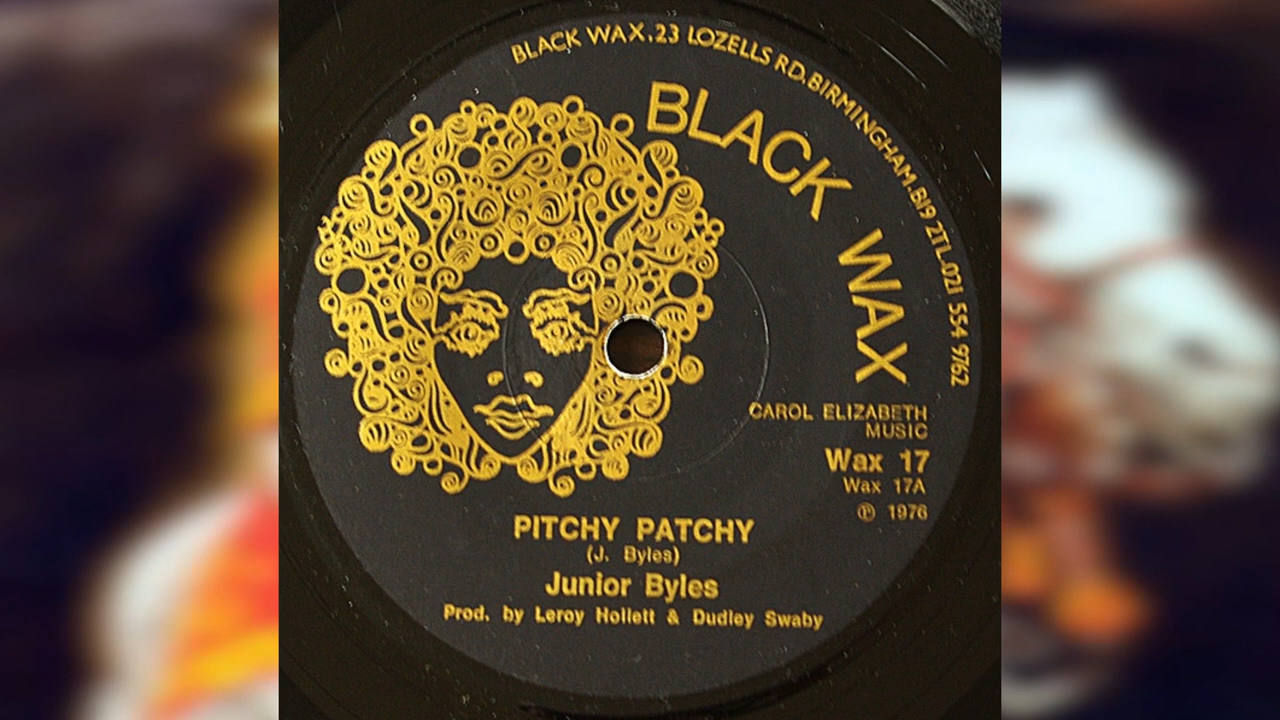 BLACK WAX.23 LOZELLS RD.BIRMINGHAM.B19 2TL.021 554 9762
BLACK WAX
CAROL ELIZABETH
MUSIC
Wax 17
Wax 17A
℗ 1976
PITCHY PATCHY
(J. Byles)
Junior Byles
Prod. by Leroy Hollett & Dudley Swaby